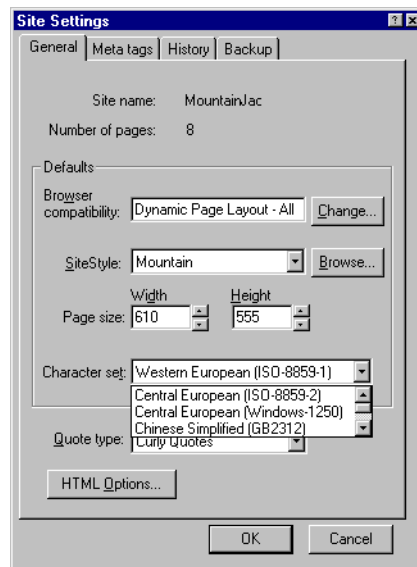 Site Settings
General Meta tags History Backup
Site name: MountainJac
Number of pages: 8
Defaults
Browser
compatibility: Dynamic Page Layout - All Change...
SiteStyle: Mountain Browse...
Width Height
Page size: 610 555
Character set: Western European (ISO-8859-1)
Central European (ISO-8859-2)
Central European (Windows-1250)
Chinese Simplified (GB2312)
Quote type: Curly Quotes
HTML Options...
OK Cancel